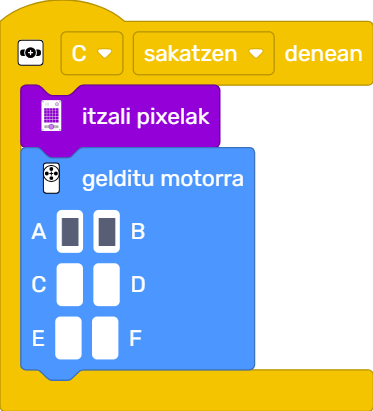 C sakatzen denean
itzali pixelak
gelditu motorra
A B
C D
E F